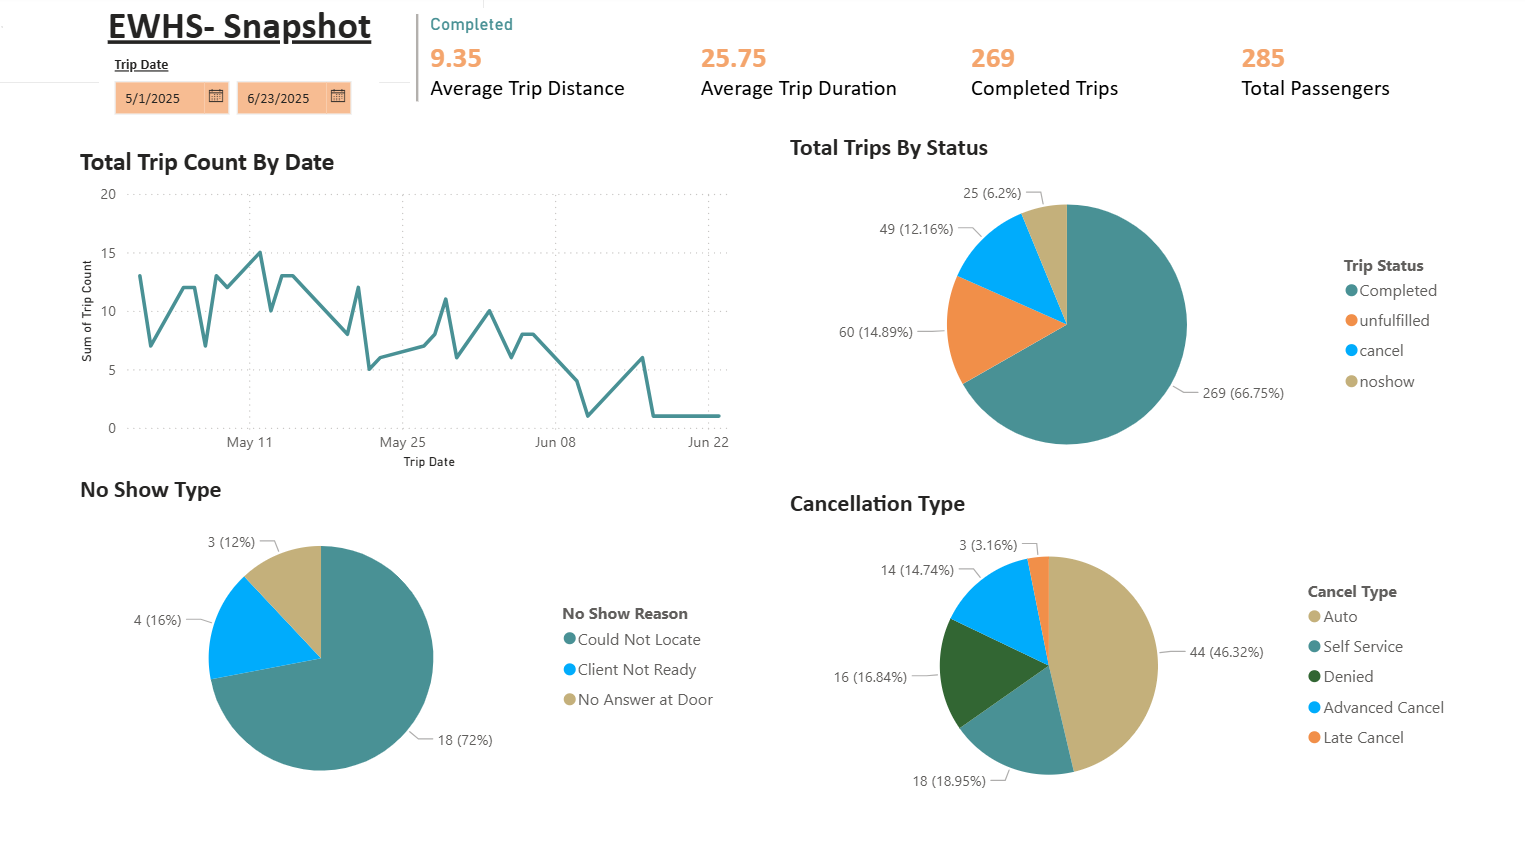 EWHS- Snapshot
Trip Date
5/1/2025
6/23/2025
Completed
9.35
Average Trip Distance
25.75
Average Trip Duration
269
Completed Trips
285
Total Passengers
Total Trip Count By Date
Sum of Trip Count
20
15
10
5
0
May 11
May 25
Jun 08
Jun 22
Trip Date
Total Trips By Status
25 (6.2%)
49 (12.16%)
60 (14.89%)
269 (66.75%)
Trip Status
Completed
unfulfilled
cancel
noshow
No Show Type
3 (12%)
4 (16%)
18 (72%)
No Show Reason
Could Not Locate
Client Not Ready
No Answer at Door
Cancellation Type
3 (3.16%)
14 (14.74%)
16 (16.84%)
18 (18.95%)
44 (46.32%)
Cancel Type
Auto
Self Service
Denied
Advanced Cancel
Late Cancel